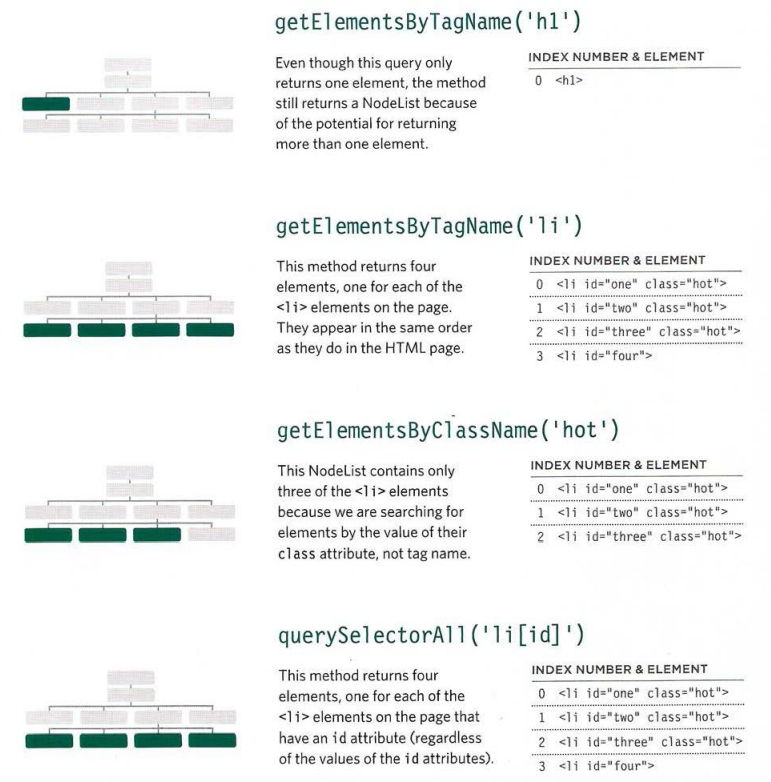 getElementsByTagName('h1')
Even though this query only
returns one element, the method
still returns a NodeList because
of the potential for returning
more than one element.
INDEX NUMBER & ELEMENT
0 <h1>
getElementsByTagName('li')
This method returns four
elements, one for each of the
<li> elements on the page.
They appear in the same order
as they do in the HTML page.
INDEX NUMBER & ELEMENT
0 <li id="one" class="hot">
1 <li id="two" class="hot">
2 <li id="three" class="hot">
3 <li id="four">
getElementsByClassName('hot')
This NodeList contains only
three of the <li> elements
because we are searching for
elements by the value of their
class attribute, not tag name.
INDEX NUMBER & ELEMENT
0 <li id="one" class="hot">
1 <li id="two" class="hot">
2 <li id="three" class="hot">
querySelectorAll('li[id]')
This method returns four
elements, one for each of the
<li> elements on the page that
have an id attribute (regardless
of the values of the id attributes).
INDEX NUMBER & ELEMENT
0 <li id="one" class="hot">
1 <li id="two" class="hot">
2 <li id="three" class="hot">
3 <li id="four">